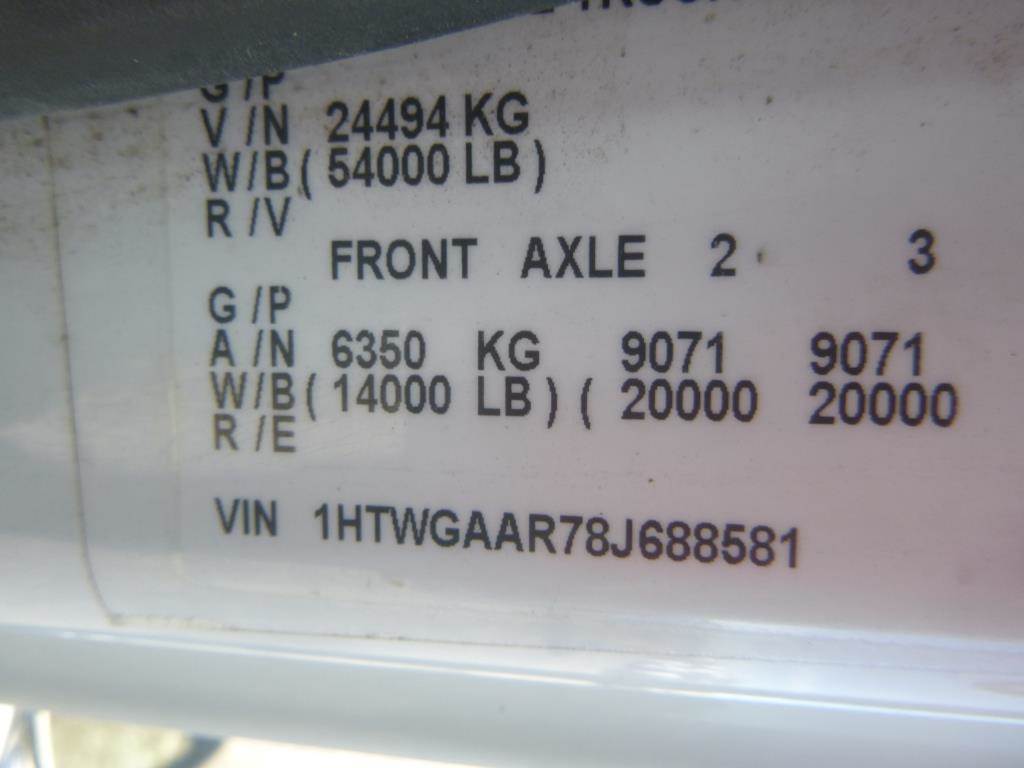 G /P
V /N 24494 KG
W/B ( 54000 LB )
R /V
FRONT AXLE 2 3
G /P
A /N 6350 KG 9071 9071
W/B ( 14000 LB ) ( 20000 20000
R /E
VIN 1HTWGAAR78J688581